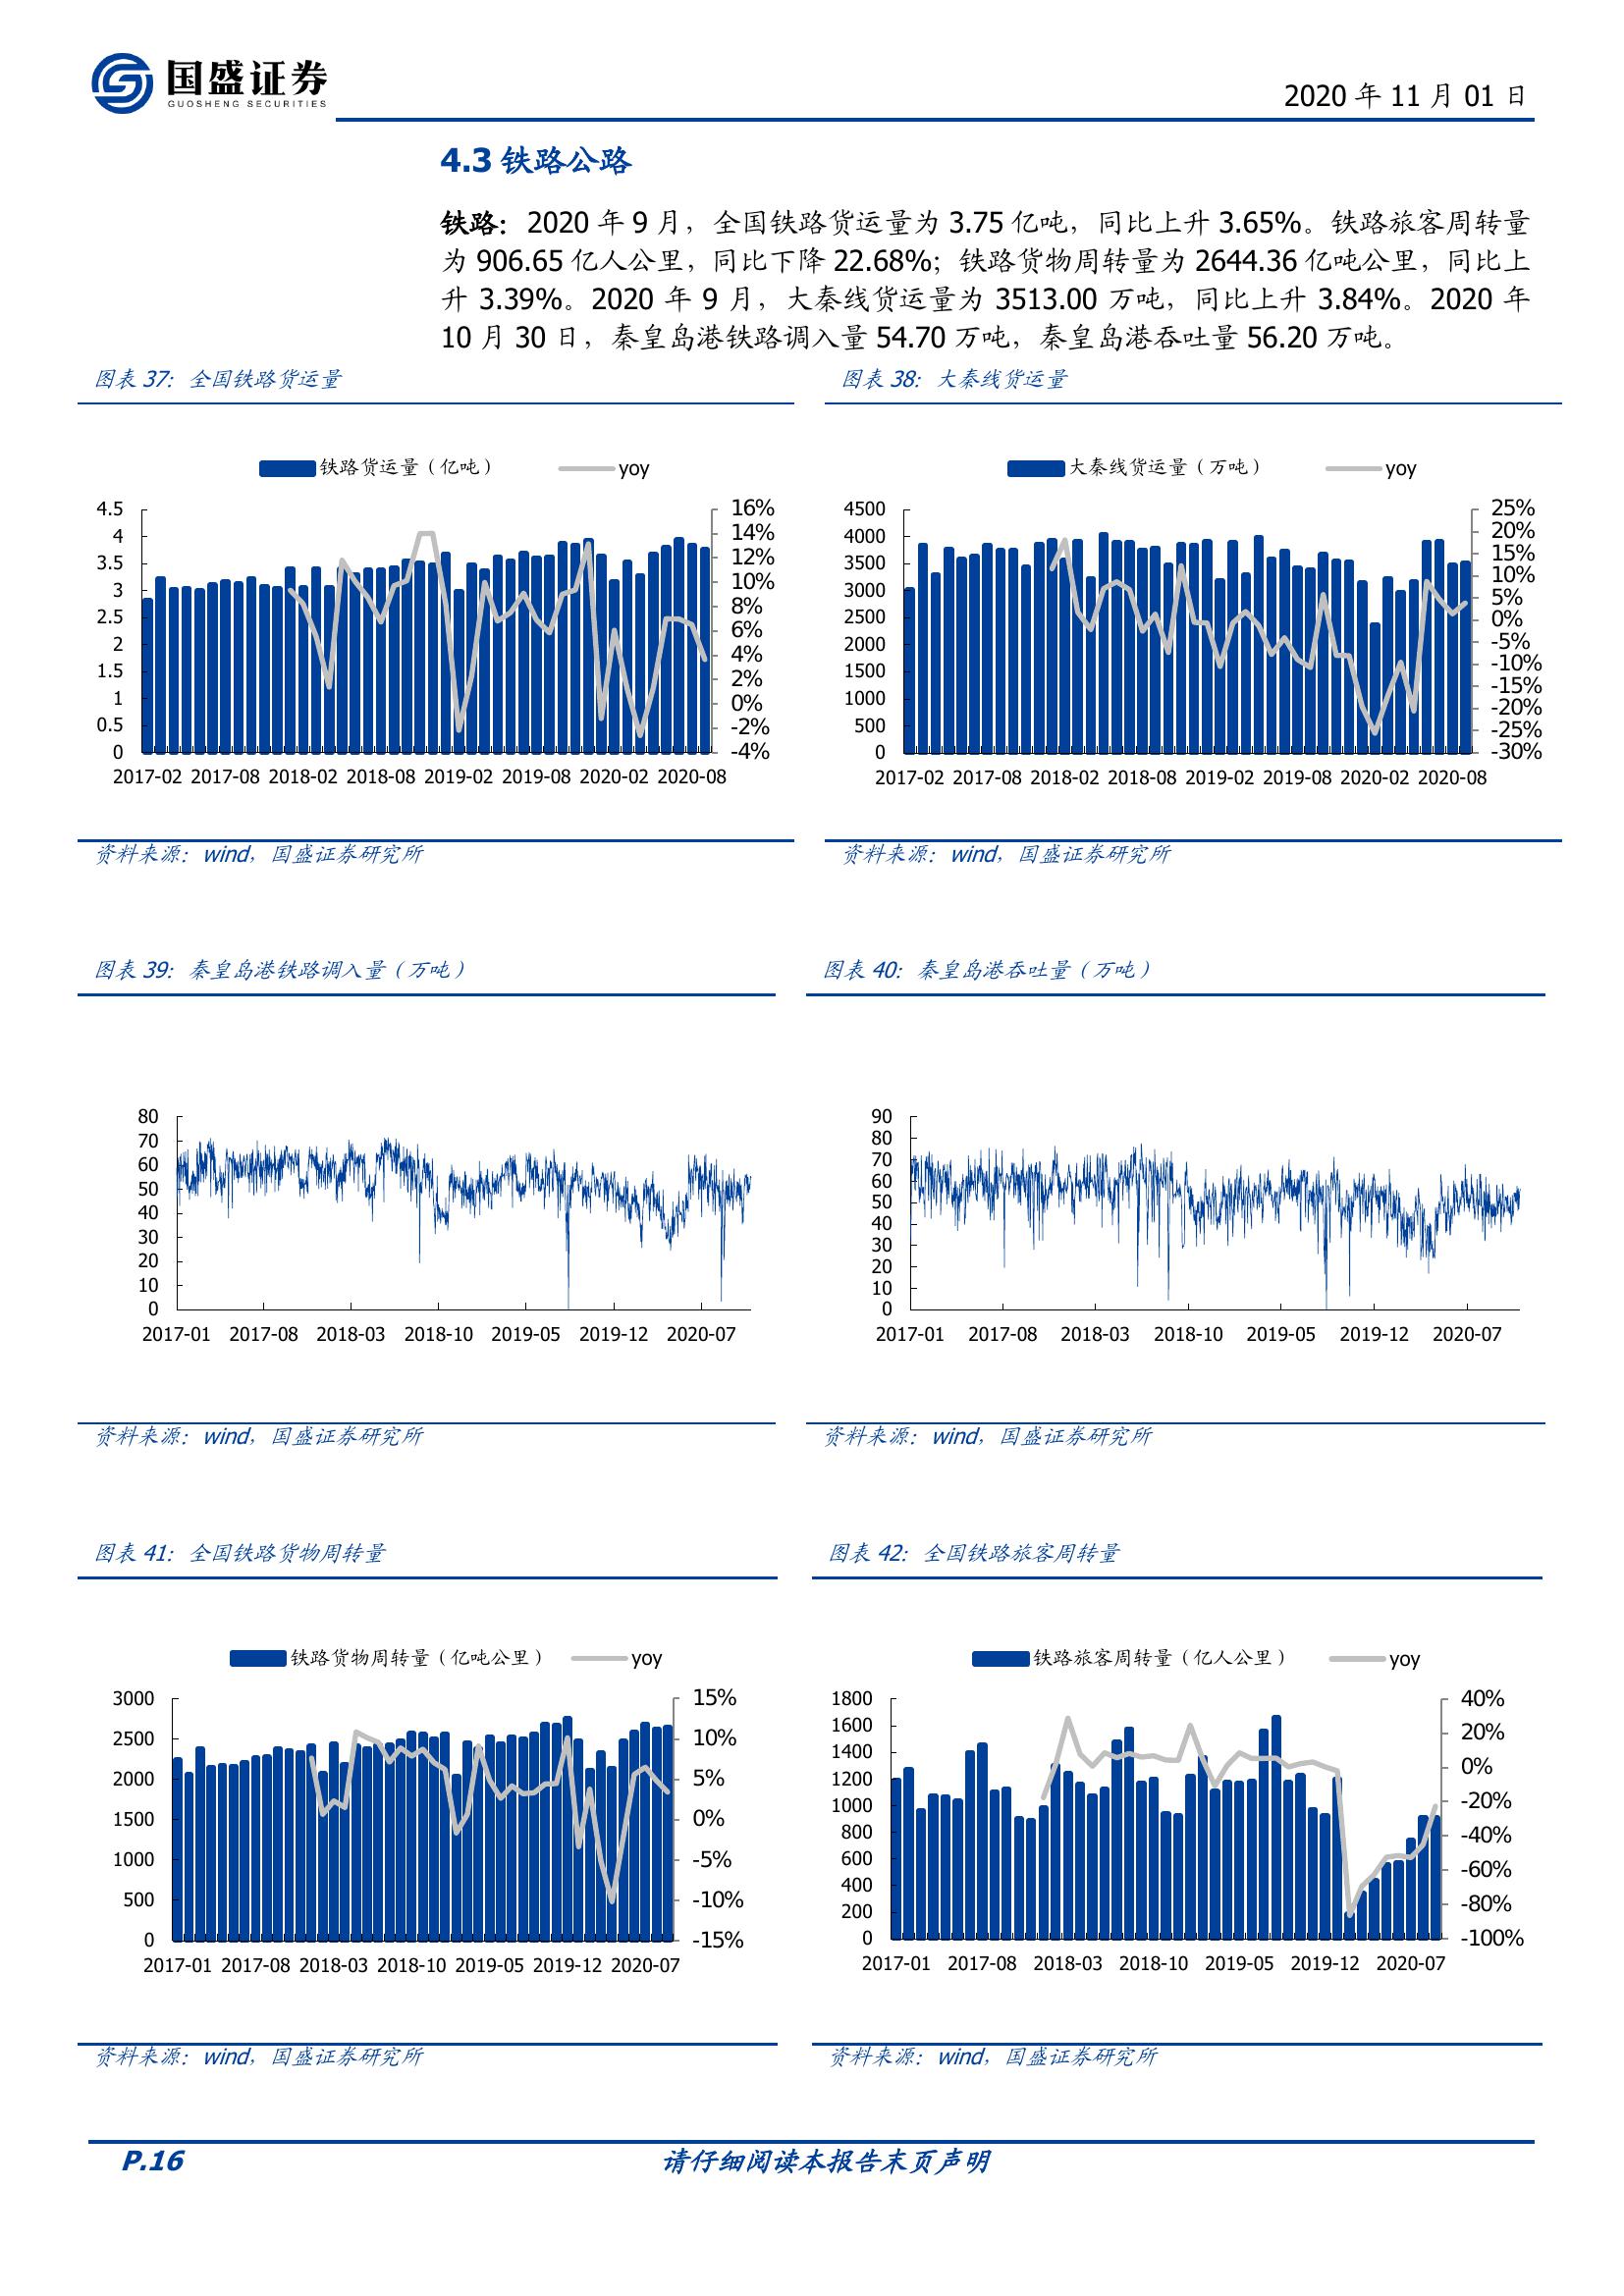 国盛证券
GUOSHENG SECURITIES
2020 年 11 月 01 日
4.3 铁路公路
铁路：2020 年 9 月，全国铁路货运量为 3.75 亿吨，同比上升 3.65%。铁路旅客周转量
为 906.65 亿人公里，同比下降 22.68%；铁路货物周转量为 2644.36 亿吨公里，同比上
升 3.39%。2020 年 9 月，大秦线货运量为 3513.00 万吨，同比上升 3.84%。2020 年
10 月 30 日，秦皇岛港铁路调入量 54.70 万吨，秦皇岛港吞吐量 56.20 万吨。
图表 37：全国铁路货运量
铁路货运量（亿吨）
yoy
4.5
4
3.5
3
2.5
2
1.5
1
0.5
0
16%
14%
12%
10%
8%
6%
4%
2%
0%
-2%
-4%
2017-02 2017-08 2018-02 2018-08 2019-02 2019-08 2020-02 2020-08
资料来源：wind，国盛证券研究所
图表 38：大秦线货运量
大秦线货运量（万吨）
yoy
4500
4000
3500
3000
2500
2000
1500
1000
500
0
25%
20%
15%
10%
5%
0%
-5%
-10%
-15%
-20%
-25%
-30%
2017-02 2017-08 2018-02 2018-08 2019-02 2019-08 2020-02 2020-08
资料来源：wind，国盛证券研究所
图表 39：秦皇岛港铁路调入量（万吨）
80
70
60
50
40
30
20
10
0
2017-01 2017-08 2018-03 2018-10 2019-05 2019-12 2020-07
资料来源：wind，国盛证券研究所
图表 40：秦皇岛港吞吐量（万吨）
90
80
70
60
50
40
30
20
10
0
2017-01 2017-08 2018-03 2018-10 2019-05 2019-12 2020-07
资料来源：wind，国盛证券研究所
图表 41：全国铁路货物周转量
铁路货物周转量（亿吨公里）
yoy
3000
2500
2000
1500
1000
500
0
15%
10%
5%
0%
-5%
-10%
-15%
2017-01 2017-08 2018-03 2018-10 2019-05 2019-12 2020-07
资料来源：wind，国盛证券研究所
图表 42：全国铁路旅客周转量
铁路旅客周转量（亿人公里）
yoy
1800
1600
1400
1200
1000
800
600
400
200
0
40%
20%
0%
-20%
-40%
-60%
-80%
-100%
2017-01 2017-08 2018-03 2018-10 2019-05 2019-12 2020-07
资料来源：wind，国盛证券研究所
P.16
请仔细阅读本报告末页声明